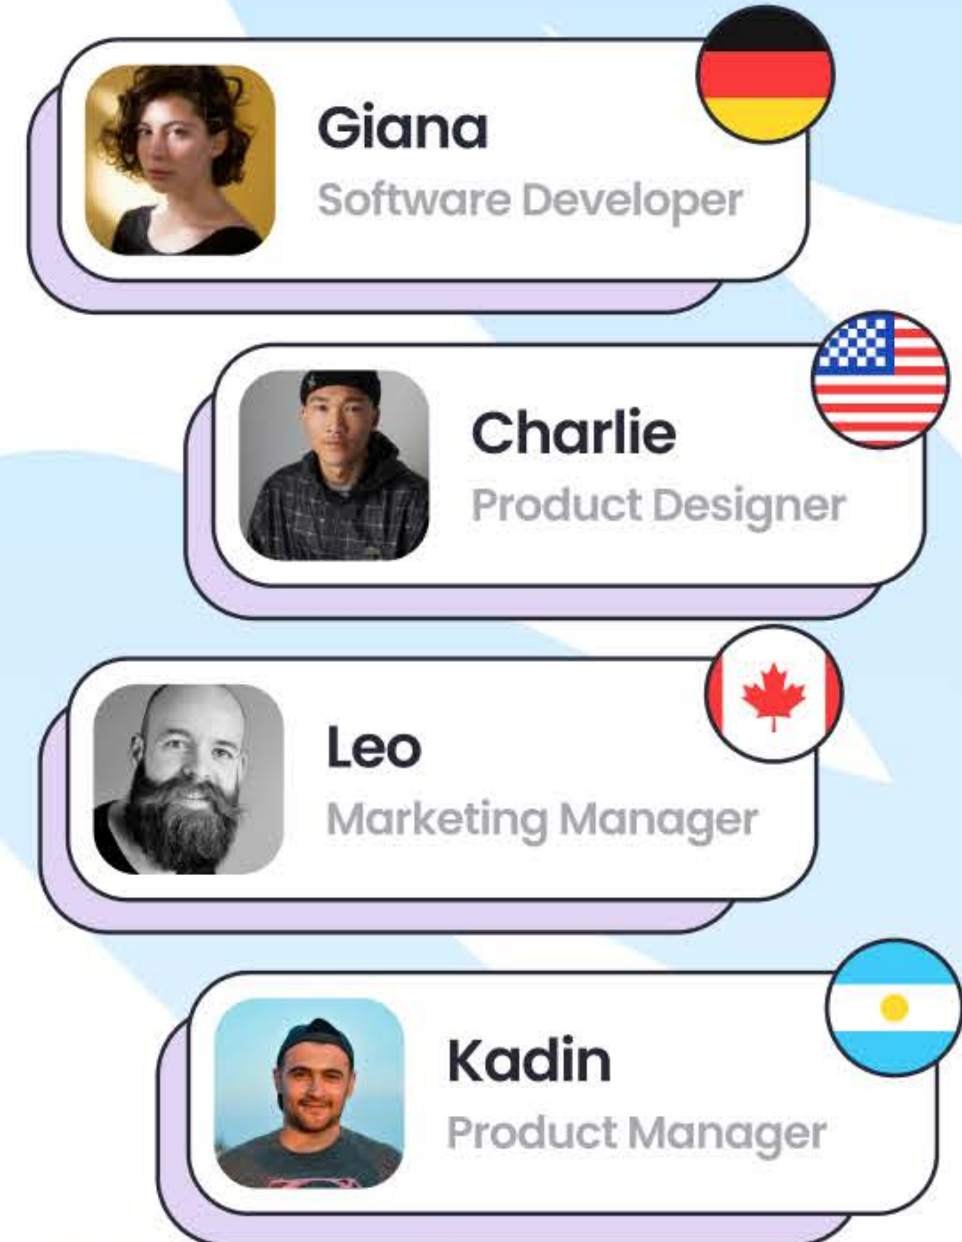 Giana
Software Developer
Charlie
Product Designer
Leo
Marketing Manager
Kadin
Product Manager